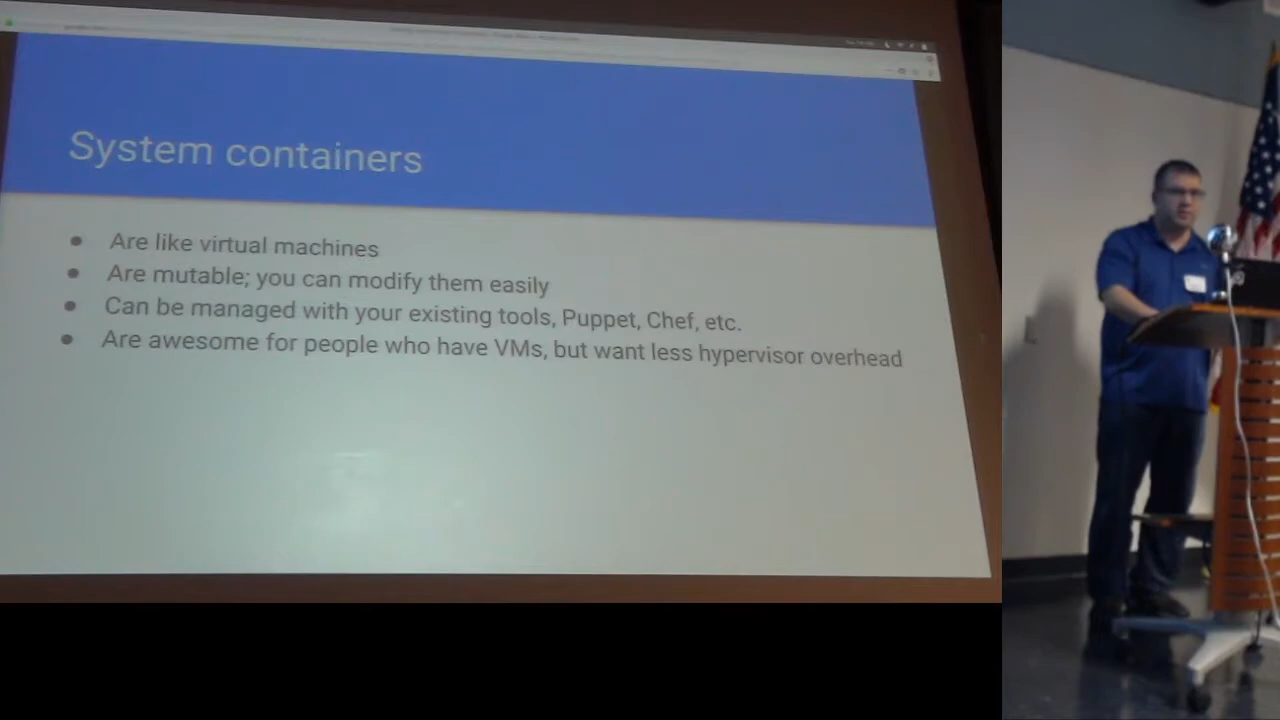 System containers
Are like virtual machines
Are mutable; you can modify them easily
Can be managed with your existing tools, Puppet, Chef, etc.
Are awesome for people who have VMs, but want less hypervisor overhead